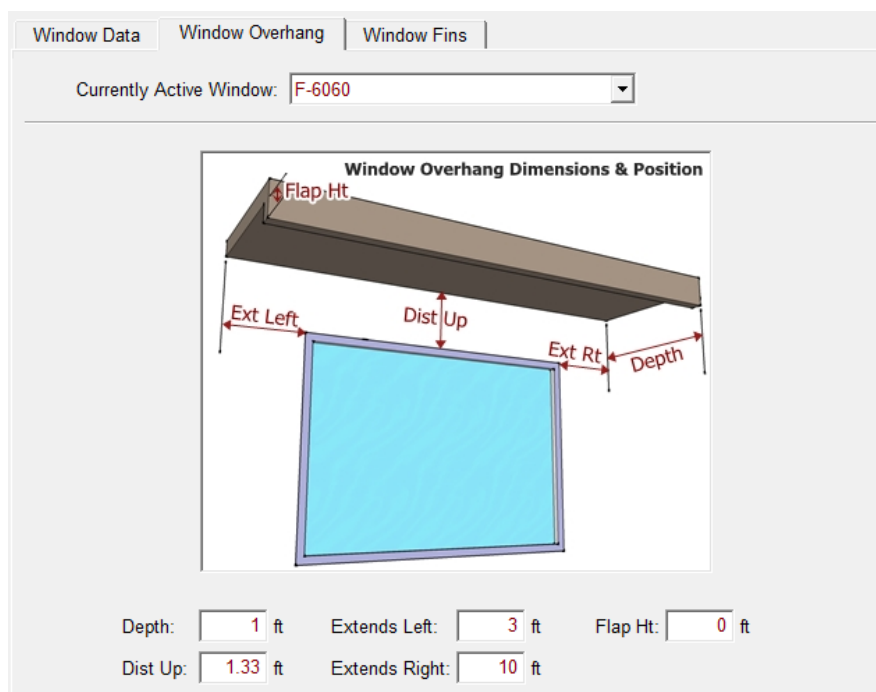 Window Data Window Overhang Window Fins
Currently Active Window: F-6060
Window Overhang Dimensions & Position
Flap Ht
Ext Left
Dist Up
Ext Rt
Depth
Depth: 1 ft Extends Left: 3 ft Flap Ht: 0 ft
Dist Up: 1.33 ft Extends Right: 10 ft